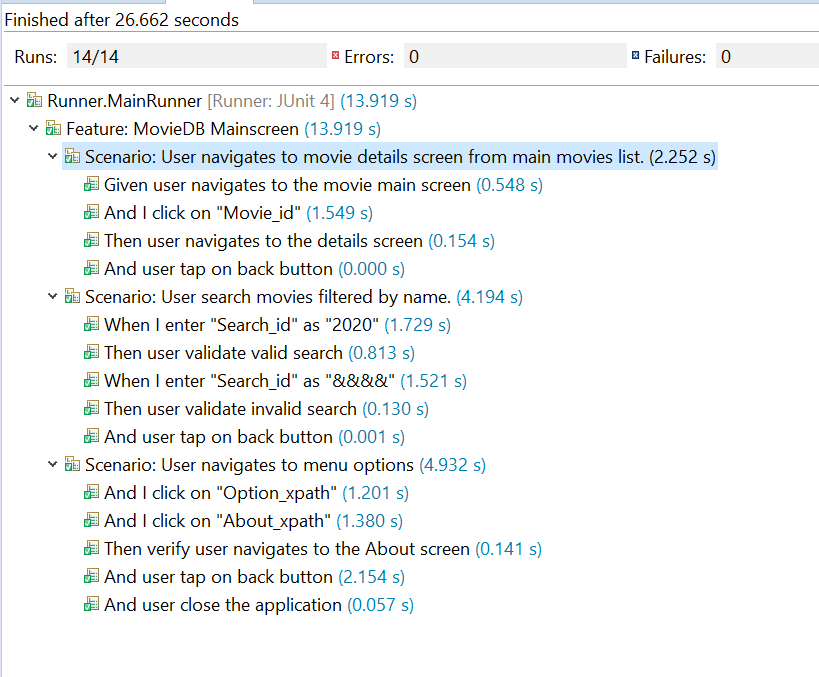 Finished after 26.662 seconds
Runs: 14/14 Errors: 0 Failures: 0
Runner.MainRunner [Runner: JUnit 4] (13.919 s)
Feature: MovieDB Mainscreen (13.919 s)
Scenario: User navigates to movie details screen from main movies list. (2.252 s)
Given user navigates to the movie main screen (0.548 s)
And I click on "Movie_id" (1.549 s)
Then user navigates to the details screen (0.154 s)
And user tap on back button (0.000 s)
Scenario: User search movies filtered by name. (4.194 s)
When I enter "Search_id" as "2020" (1.729 s)
Then user validate valid search (0.813 s)
When I enter "Search_id" as "&&&&" (1.521 s)
Then user validate invalid search (0.130 s)
And user tap on back button (0.001 s)
Scenario: User navigates to menu options (4.932 s)
And I click on "Option_xpath" (1.201 s)
And I click on "About_xpath" (1.380 s)
Then verify user navigates to the About screen (0.141 s)
And user tap on back button (2.154 s)
And user close the application (0.057 s)